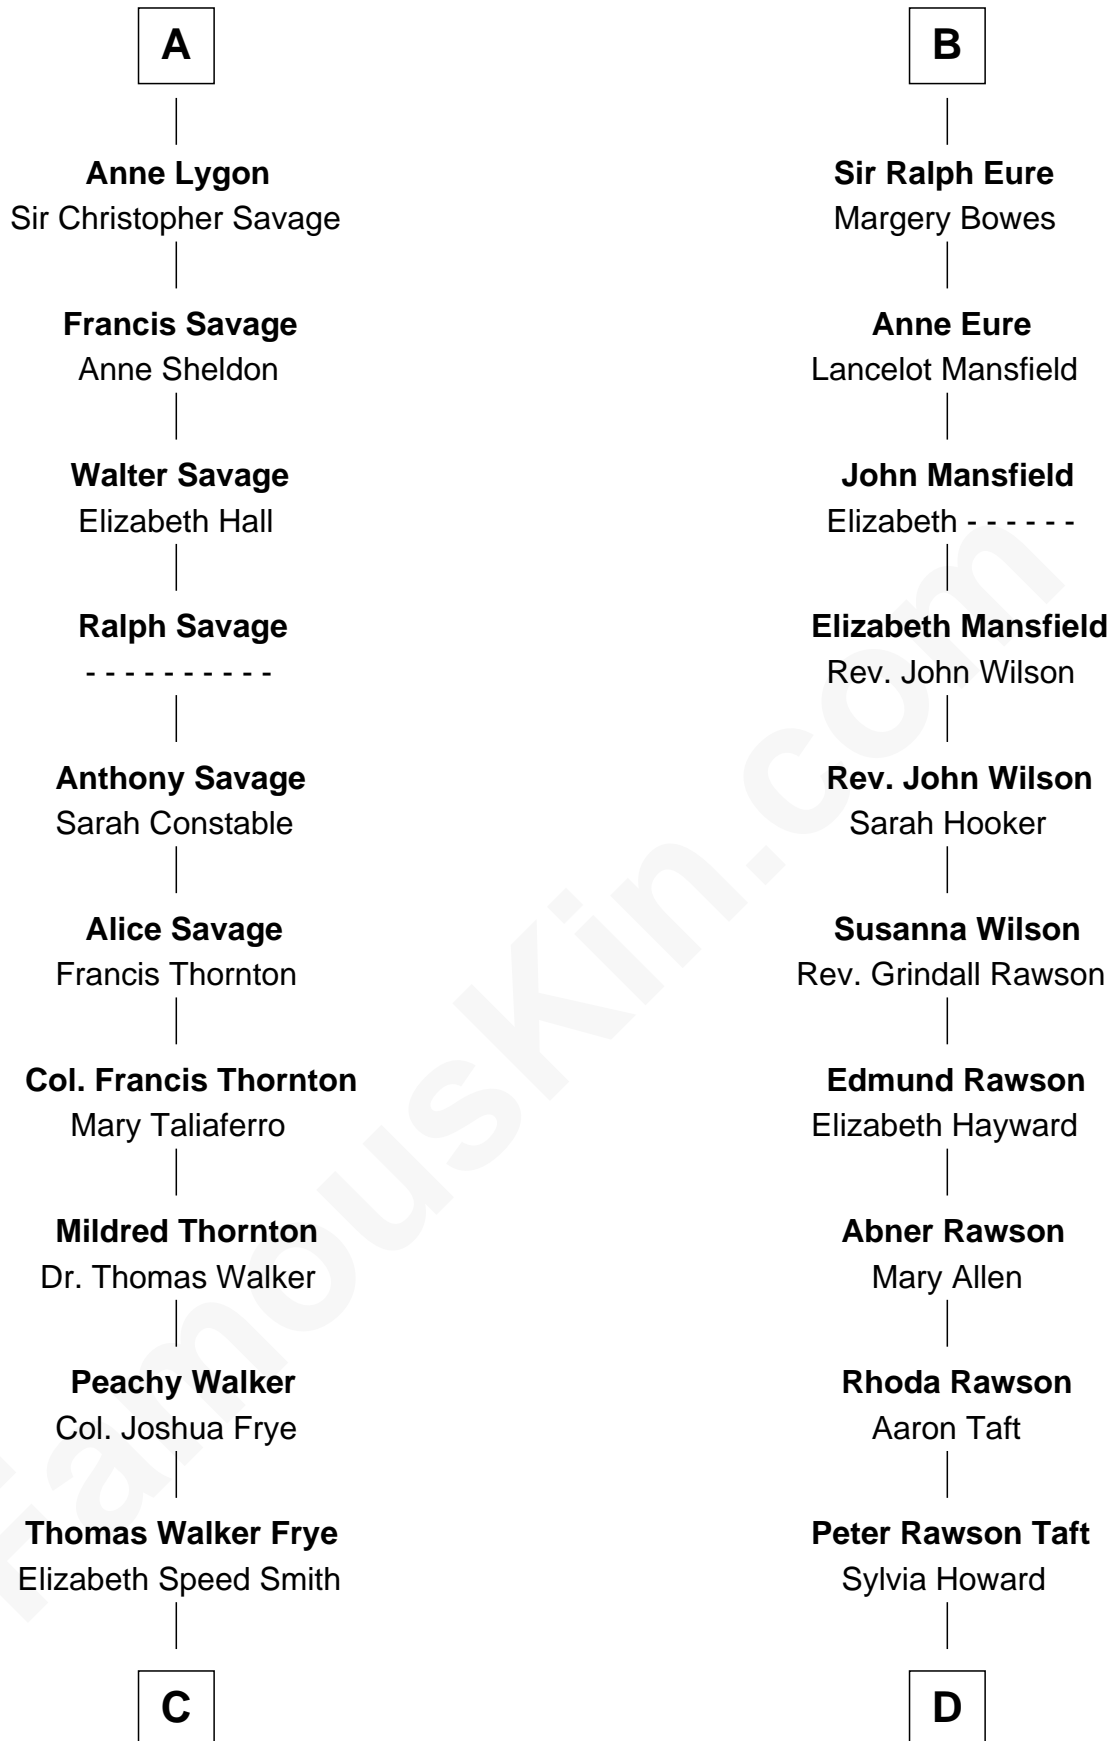 A
Anne Lygon
Sir Christopher Savage
Francis Savage
Anne Sheldon
Walter Savage
Elizabeth Hall
Ralph Savage
- - - - - - - - - -
Anthony Savage
Sarah Constable
Alice Savage
Francis Thornton
Col. Francis Thornton
Mary Taliaferro
Mildred Thornton
Dr. Thomas Walker
Peachy Walker
Col. Joshua Frye
Thomas Walker Frye
Elizabeth Speed Smith
C
B
Sir Ralph Eure
Margery Bowes
Anne Eure
Lancelot Mansfield
John Mansfield
Elizabeth - - - - - -
Elizabeth Mansfield
Rev. John Wilson
Rev. John Wilson
Sarah Hooker
Susanna Wilson
Rev. Grindall Rawson
Edmund Rawson
Elizabeth Hayward
Abner Rawson
Mary Allen
Rhoda Rawson
Aaron Taft
Peter Rawson Taft
Sylvia Howard
D
FamousKin.com